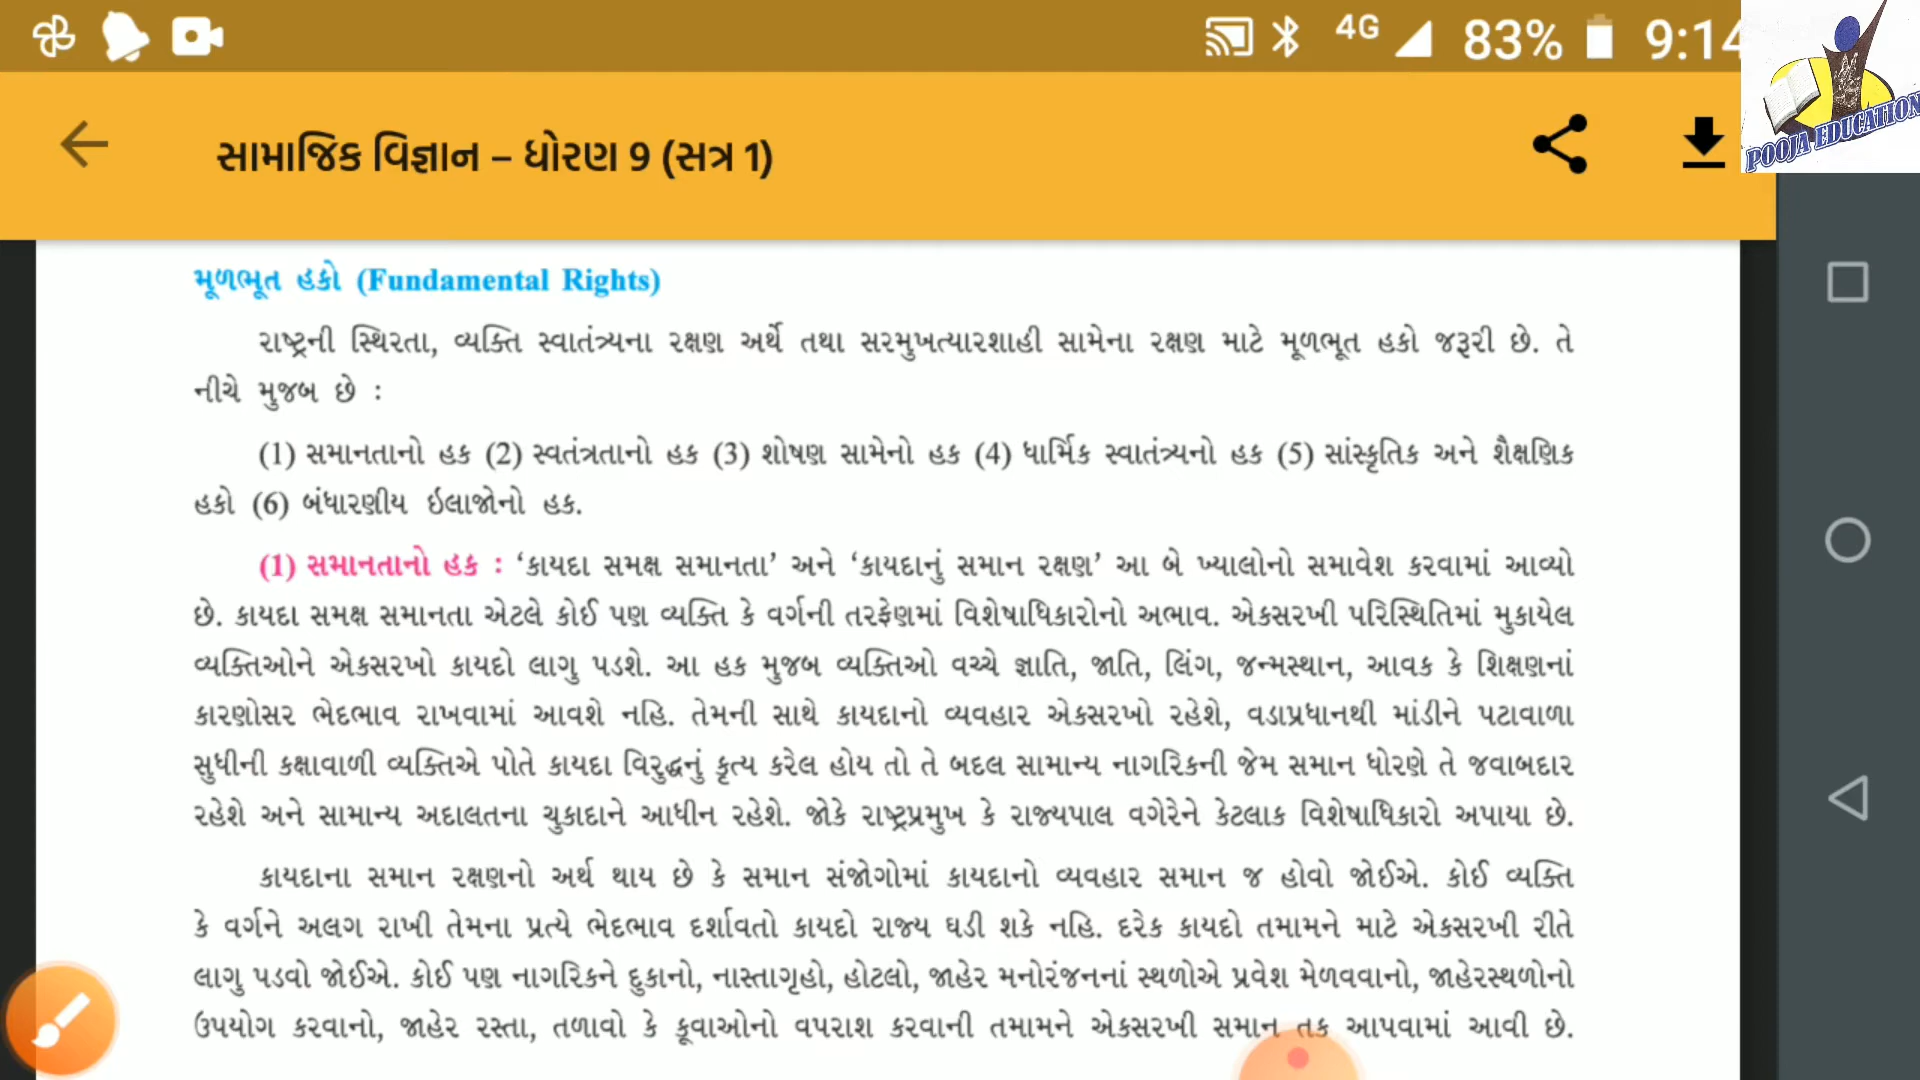 4G 83% 9:14
POOJA EDUCATION
સામાજિક વિજ્ઞાન – ધોરણ 9 (સત્ર 1)
મૂળભૂત હકો (Fundamental Rights)
રાષ્ટ્રની સ્થિરતા, વ્યક્તિ સ્વાતંત્ર્યના રક્ષણ અર્થે તથા સરમુખત્યારશાહી સામેના રક્ષણ માટે મૂળભૂત હકો જરૂરી છે. તે
નીચે મુજબ છે :
(1) સમાનતાનો હક (2) સ્વતંત્રતાનો હક (3) શોષણ સામેનો હક (4) ધાર્મિક સ્વાતંત્ર્યનો હક (5) સાંસ્કૃતિક અને શૈક્ષણિક
હકો (6) બંધારણીય ઇલાજોનો હક.
(1) સમાનતાનો હક : ‘કાયદા સમક્ષ સમાનતા’ અને ‘કાયદાનું સમાન રક્ષણ’ આ બે ખ્યાલોનો સમાવેશ કરવામાં આવ્યો
છે. કાયદા સમક્ષ સમાનતા એટલે કોઈ પણ વ્યક્તિ કે વર્ગની તરફેણમાં વિશેષાધિકારોનો અભાવ. એકસરખી પરિસ્થિતિમાં મુકાયેલ
વ્યક્તિઓને એકસરખો કાયદો લાગુ પડશે. આ હક મુજબ વ્યક્તિઓ વચ્ચે જ્ઞાતિ, જાતિ, લિંગ, જન્મસ્થાન, આવક કે શિક્ષણનાં
કારણોસર ભેદભાવ રાખવામાં આવશે નહિ. તેમની સાથે કાયદાનો વ્યવહાર એકસરખો રહેશે, વડાપ્રધાનથી માંડીને પટાવાળા
સુધીની કક્ષાવાળી વ્યક્તિએ પોતે કાયદા વિરુદ્ધનું કૃત્ય કરેલ હોય તો તે બદલ સામાન્ય નાગરિકની જેમ સમાન ધોરણે તે જવાબદાર
રહેશે અને સામાન્ય અદાલતના ચુકાદાને આધીન રહેશે. જોકે રાષ્ટ્રપ્રમુખ કે રાજ્યપાલ વગેરેને કેટલાક વિશેષાધિકારો અપાયા છે.
કાયદાના સમાન રક્ષણનો અર્થ થાય છે કે સમાન સંજોગોમાં કાયદાનો વ્યવહાર સમાન જ હોવો જોઈએ. કોઈ વ્યક્તિ
કે વર્ગને અલગ રાખી તેમના પ્રત્યે ભેદભાવ દર્શાવતો કાયદો રાજ્ય ઘડી શકે નહિ. દરેક કાયદો તમામને માટે એકસરખી રીતે
લાગુ પડવો જોઈએ. કોઈ પણ નાગરિકને દુકાનો, નાસ્તાગૃહો, હોટલો, જાહેર મનોરંજનનાં સ્થળોએ પ્રવેશ મેળવવાનો, જાહેરસ્થળોનો
ઉપયોગ કરવાનો, જાહેર રસ્તા, તળાવો કે કૂવાઓનો વપરાશ કરવાની તમામને એકસરખી સમાન તક આપવામાં આવી છે.